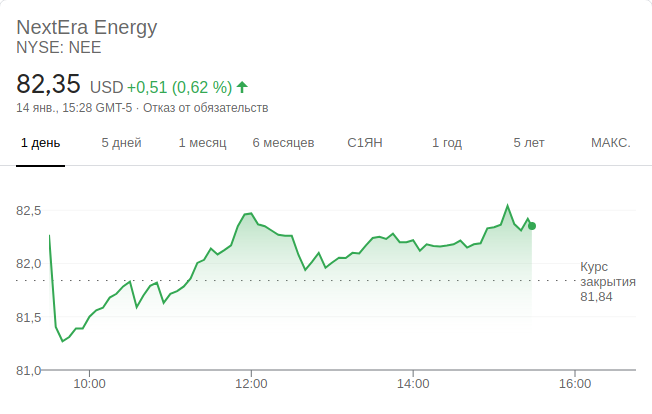 NextEra Energy
NYSE: NEE
82,35 USD +0,51 (0,62 %)
14 янв., 15:28 GMT-5 · Отказ от обязательств
1 день 5 дней 1 месяц 6 месяцев С1ЯН 1 год 5 лет МАКС.
82,5
82,0
Курс
закрытия
81,84
81,5
81,0
10:00 12:00 14:00 16:00